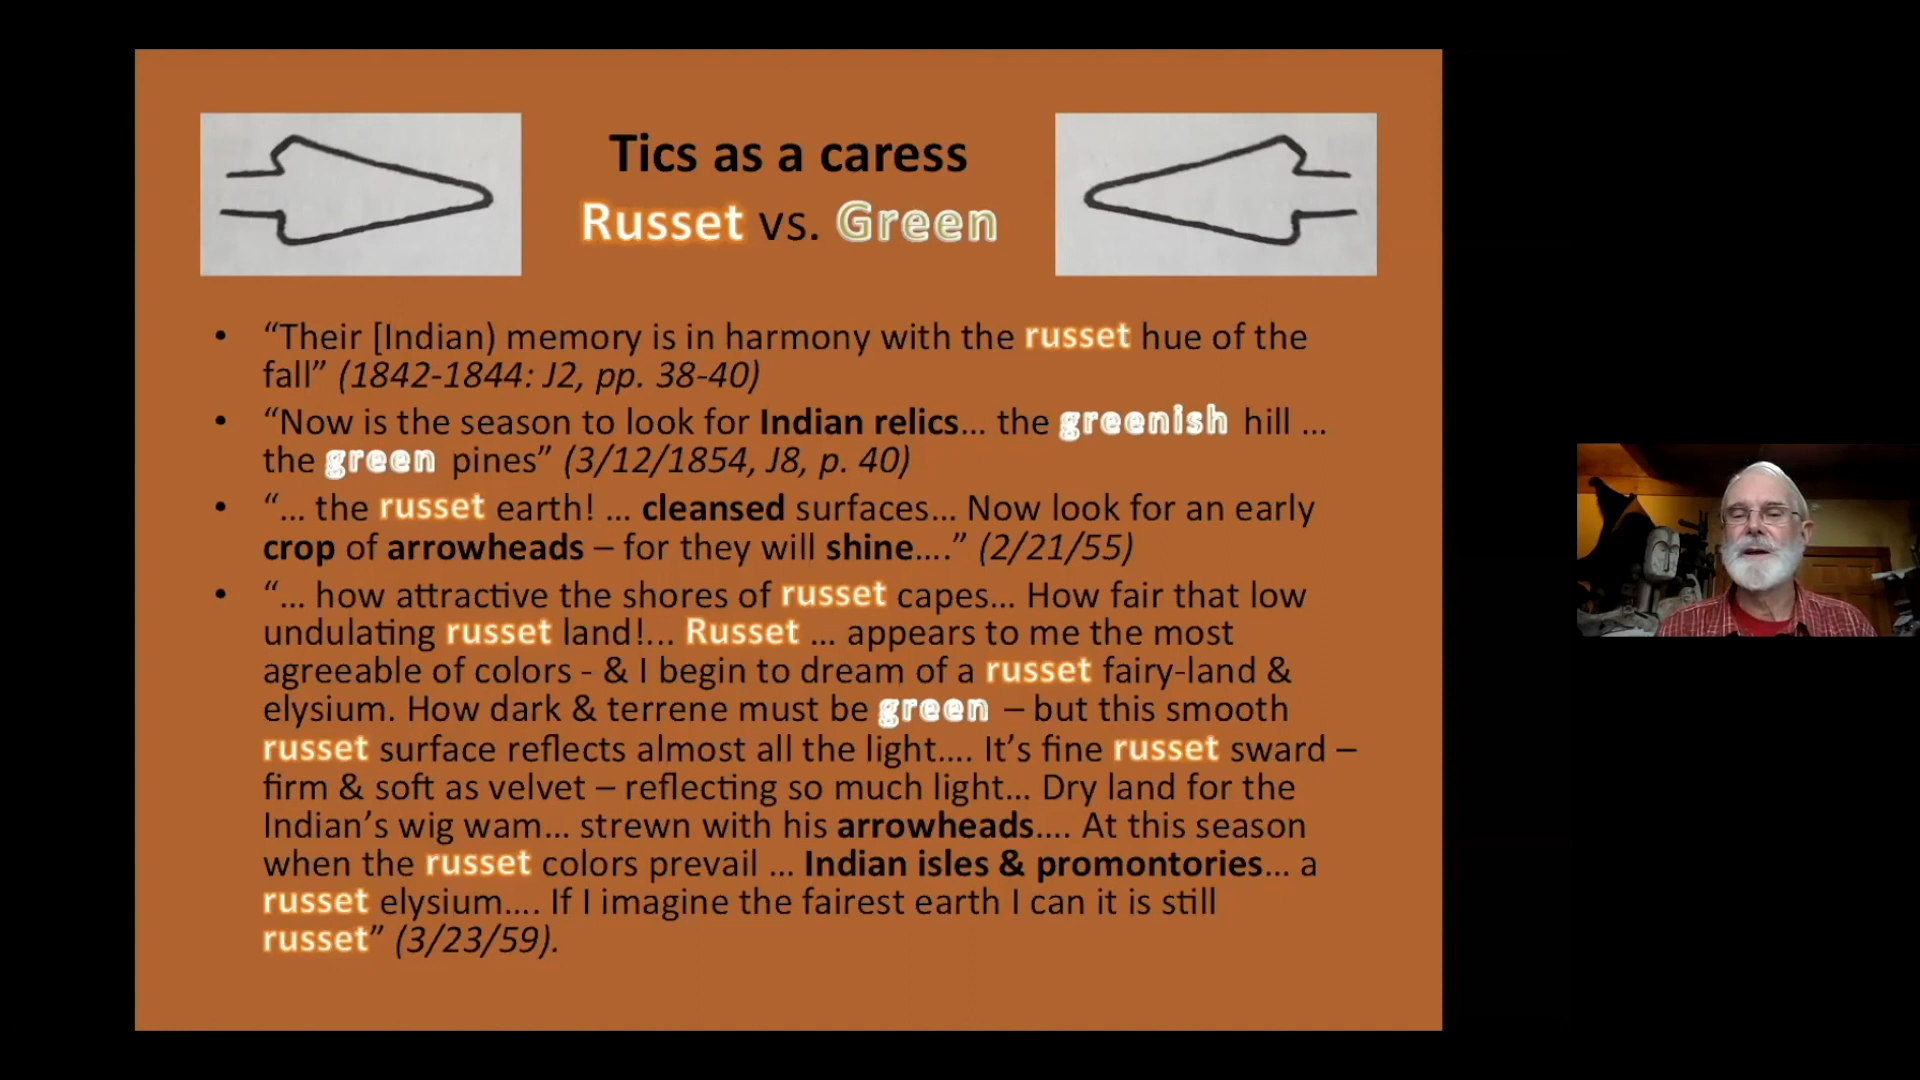 Tics as a caress
Russet vs. Green
• “Their [Indian) memory is in harmony with the russet hue of the
fall” (1842-1844: J2, pp. 38-40)
• “Now is the season to look for Indian relics… the greenish hill …
the green pines” (3/12/1854, J8, p. 40)
• “… the russet earth! … cleansed surfaces… Now look for an early
crop of arrowheads – for they will shine….” (2/21/55)
• “… how attractive the shores of russet capes… How fair that low
undulating russet land!... Russet … appears to me the most
agreeable of colors - & I begin to dream of a russet fairy-land &
elysium. How dark & terrene must be green – but this smooth
russet surface reflects almost all the light…. It’s fine russet sward –
firm & soft as velvet – reflecting so much light… Dry land for the
Indian’s wig wam… strewn with his arrowheads…. At this season
when the russet colors prevail … Indian isles & promontories… a
russet elysium…. If I imagine the fairest earth I can it is still
russet” (3/23/59).